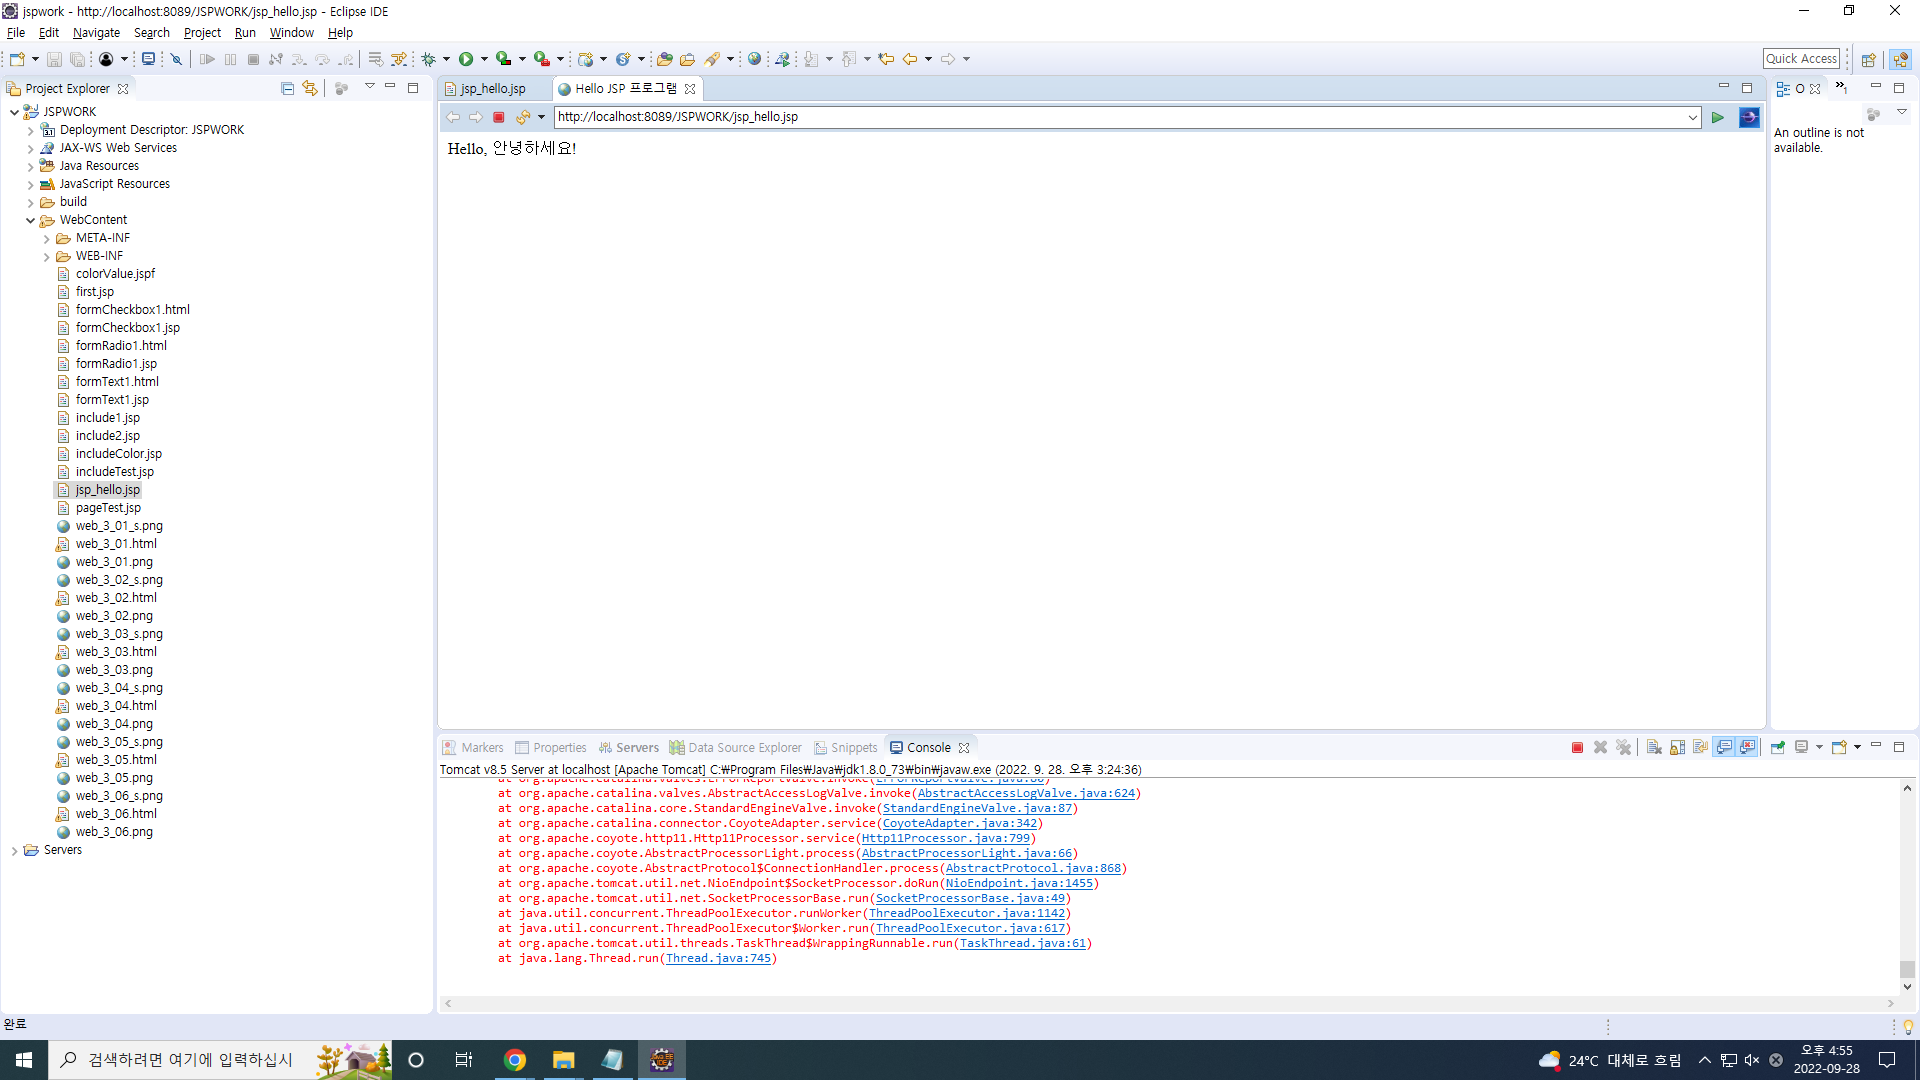 jspwork - http://localhost:8089/JSPWORK/jsp_hello.jsp - Eclipse IDE
File Edit Navigate Search Project Run Window Help
Quick Access
Project Explorer
JSPWORK
Deployment Descriptor: JSPWORK
JAX-WS Web Services
Java Resources
JavaScript Resources
build
WebContent
META-INF
WEB-INF
colorValue.jspf
first.jsp
formCheckbox1.html
formCheckbox1.jsp
formRadio1.html
formRadio1.jsp
formText1.html
formText1.jsp
include1.jsp
include2.jsp
includeColor.jsp
includeTest.jsp
jsp_hello.jsp
pageTest.jsp
web_3_01_s.png
web_3_01.html
web_3_01.png
web_3_02_s.png
web_3_02.html
web_3_02.png
web_3_03_s.png
web_3_03.html
web_3_03.png
web_3_04_s.png
web_3_04.html
web_3_04.png
web_3_05_s.png
web_3_05.html
web_3_05.png
web_3_06_s.png
web_3_06.html
web_3_06.png
Servers
jsp_hello.jsp Hello JSP 프로그램
http://localhost:8089/JSPWORK/jsp_hello.jsp
Hello, 안녕하세요!
O
An outline is not
available.
Markers Properties Servers Data Source Explorer Snippets Console
Tomcat v8.5 Server at localhost [Apache Tomcat] C:₩Program Files₩Java₩jdk1.8.0_73₩bin₩javaw.exe (2022. 9. 28. 오후 3:24:36)
at org.apache.catalina.valves.ErrorReportValve.invoke(ErrorReportValve.java:
at org.apache.catalina.valves.AbstractAccessLogValve.invoke(AbstractAccessLogValve.java:624)
at org.apache.catalina.core.StandardEngineValve.invoke(StandardEngineValve.java:87)
at org.apache.catalina.connector.CoyoteAdapter.service(CoyoteAdapter.java:342)
at org.apache.coyote.http11.Http11Processor.service(Http11Processor.java:799)
at org.apache.coyote.AbstractProcessorLight.process(AbstractProcessorLight.java:66)
at org.apache.coyote.AbstractProtocol$ConnectionHandler.process(AbstractProtocol.java:868)
at org.apache.tomcat.util.net.NioEndpoint$SocketProcessor.doRun(NioEndpoint.java:1455)
at org.apache.tomcat.util.net.SocketProcessorBase.run(SocketProcessorBase.java:49)
at java.util.concurrent.ThreadPoolExecutor.runWorker(ThreadPoolExecutor.java:1142)
at java.util.concurrent.ThreadPoolExecutor$Worker.run(ThreadPoolExecutor.java:617)
at org.apache.tomcat.util.threads.TaskThread$WrappingRunnable.run(TaskThread.java:61)
at java.lang.Thread.run(Thread.java:745)
완료
검색하려면 여기에 입력하십시
24°C 대체로 흐림
오후 4:55
2022-09-28